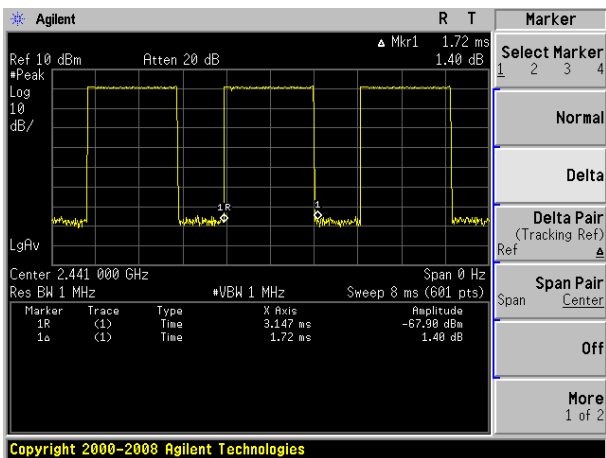 Agilent R T
Δ Mkr1 1.72 ms
Ref 10 dBm Atten 20 dB 1.40 dB
#Peak
Log
10
dB/
1R
1
LgAv
Center 2.441 000 GHz Span 0 Hz
Res BW 1 MHz #VBW 1 MHz Sweep 8 ms (601 pts)
Marker Trace Type X Axis Amplitude
1R (1) Time 3.147 ms -67.90 dBm
1Δ (1) Time 1.72 ms 1.40 dB
Copyright 2000-2008 Agilent Technologies
Marker
Select Marker
1 2 3 4
Normal
Delta
Delta Pair
(Tracking Ref)
Ref Δ
Span Pair
Span Center
Off
More
1 of 2